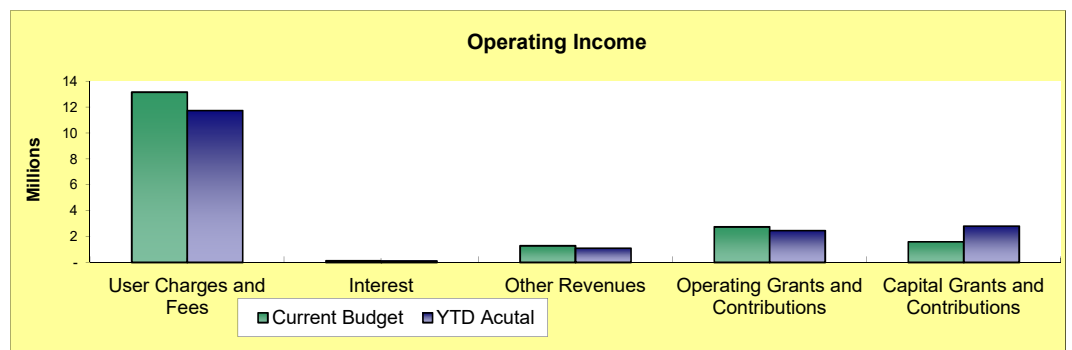 Operating Income
Millions
14
12
10
8
6
4
2
-
User Charges and
Fees
Interest
Other Revenues
Operating Grants and
Contributions
Capital Grants and
Contributions
Current Budget
YTD Acutal